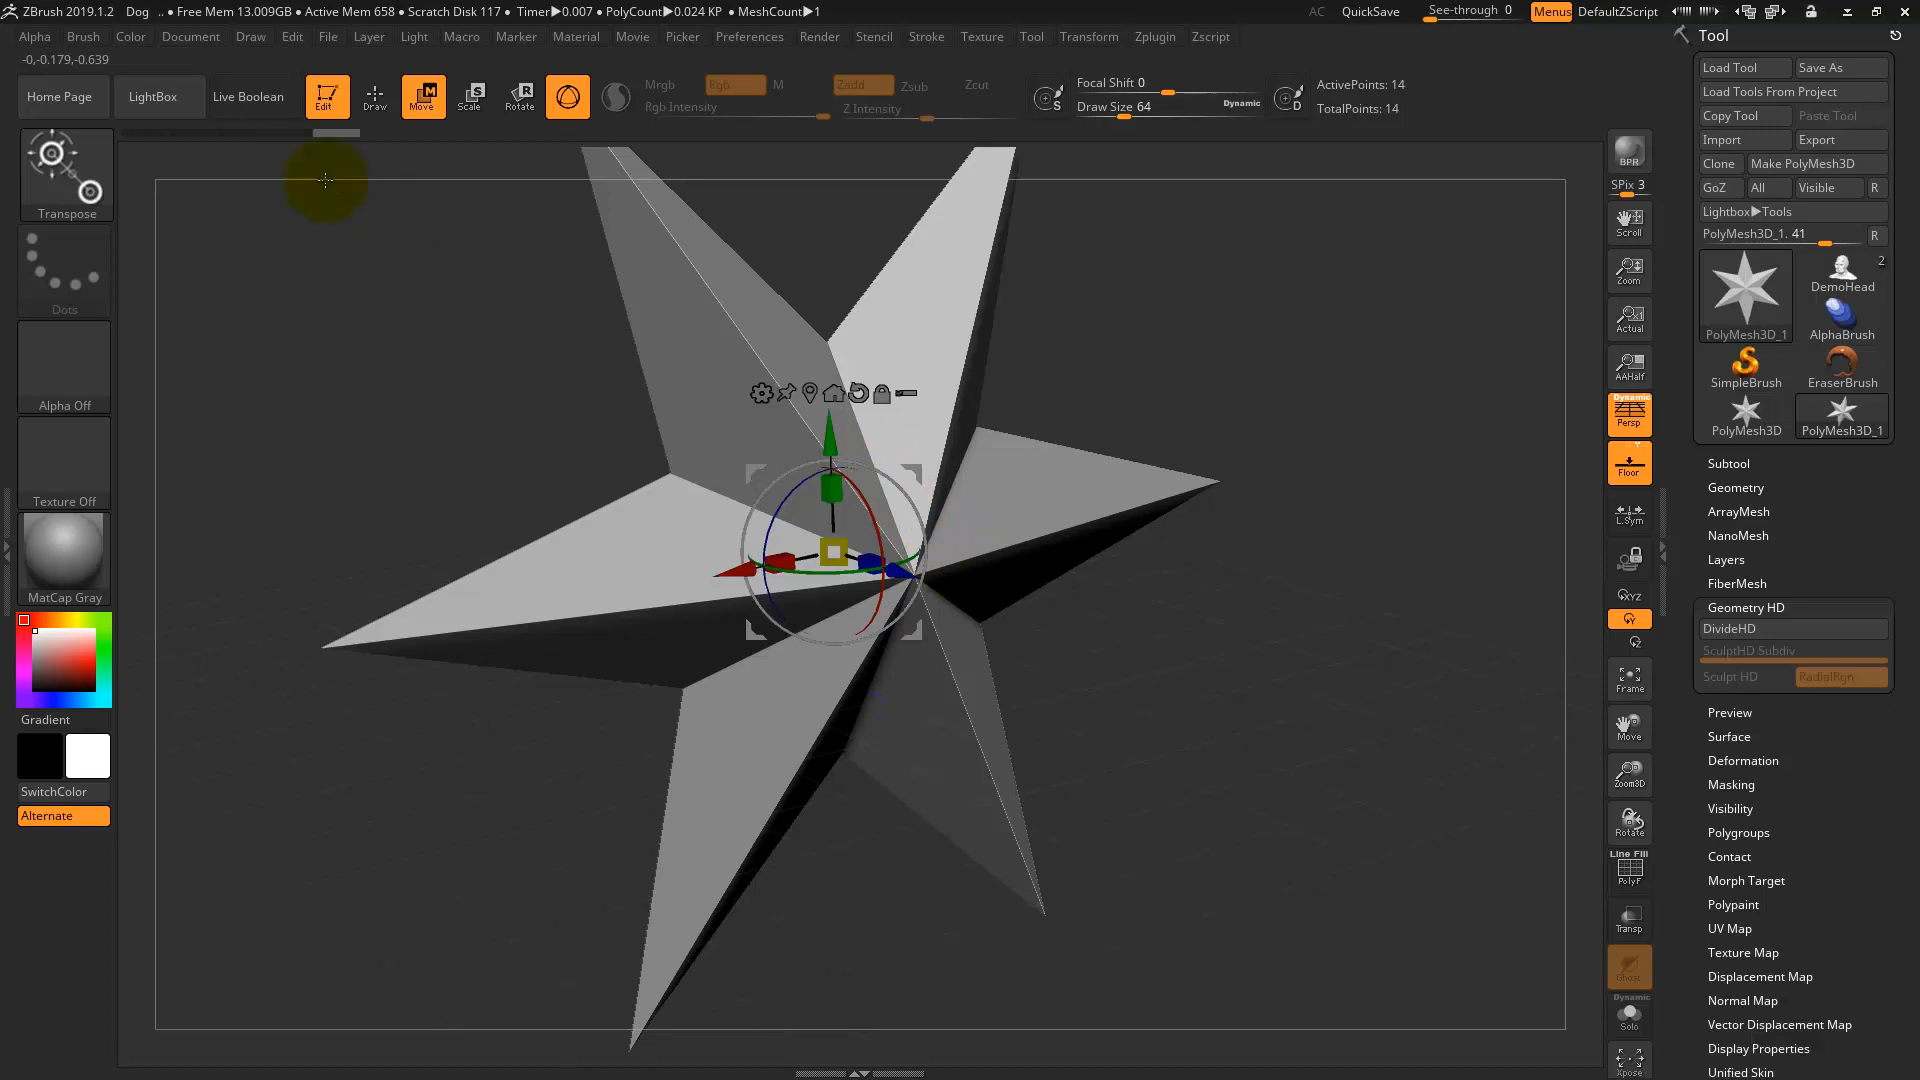 ZBrush 2019.1.2 Dog .. • Free Mem 13.009GB • Active Mem 658 • Scratch Disk 117 • Timer▶0.007 • PolyCount▶0.024 KP • MeshCount▶1 AC QuickSave See-through 0 Menus DefaultZScript
Alpha Brush Color Document Draw Edit File Layer Light Macro Marker Material Movie Picker Preferences Render Stencil Stroke Texture Tool Transform Zplugin Zscript
-0,-0.179,-0.639
Home Page LightBox Live Boolean Edit Draw Move Scale Rotate
M S R
Mrgb Rgb M
Rgb Intensity
Zadd Zsub Zcut
Z Intensity
S
Focal Shift 0
Draw Size 64 Dynamic
D
ActivePoints: 14
TotalPoints: 14
Transpose
Dots
Alpha Off
Texture Off
MatCap Gray
Gradient
SwitchColor
Alternate
BPR
SPix 3
Scroll
Zoom
Actual
AAHalf
Dynamic
Persp
Floor
L.Sym
XYZ
Y
Z
Frame
Move
Zoom3D
Rotate
Line Fill
PolyF
Transp
Ghost
Dynamic
Solo
Xpose
Tool
Load Tool Save As
Load Tools From Project
Copy Tool Paste Tool
Import Export
Clone Make PolyMesh3D
GoZ All Visible R
Lightbox▶Tools
PolyMesh3D_1. 41 R
2
PolyMesh3D_1
DemoHead
AlphaBrush
SimpleBrush EraserBrush
PolyMesh3D PolyMesh3D_1
Subtool
Geometry
ArrayMesh
NanoMesh
Layers
FiberMesh
Geometry HD
DivideHD
SculptHD Subdiv
Sculpt HD RadialRgn
Preview
Surface
Deformation
Masking
Visibility
Polygroups
Contact
Morph Target
Polypaint
UV Map
Texture Map
Displacement Map
Normal Map
Vector Displacement Map
Display Properties
Unified Skin